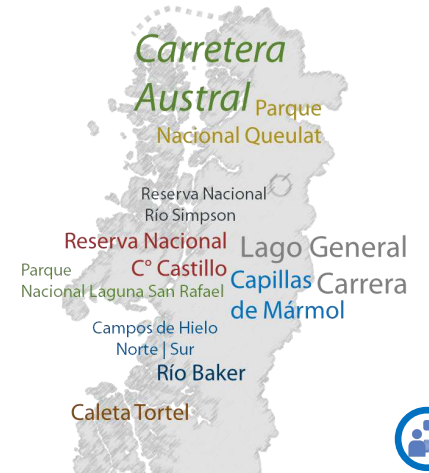 Carretera
Austral
Parque
Nacional Queulat
Reserva Nacional
Río Simpson
Reserva Nacional
C° Castillo
Lago General
Carrera
Parque
Nacional Laguna San Rafael
Capillas
de Mármol
Campos de Hielo
Norte | Sur
Río Baker
Caleta Tortel